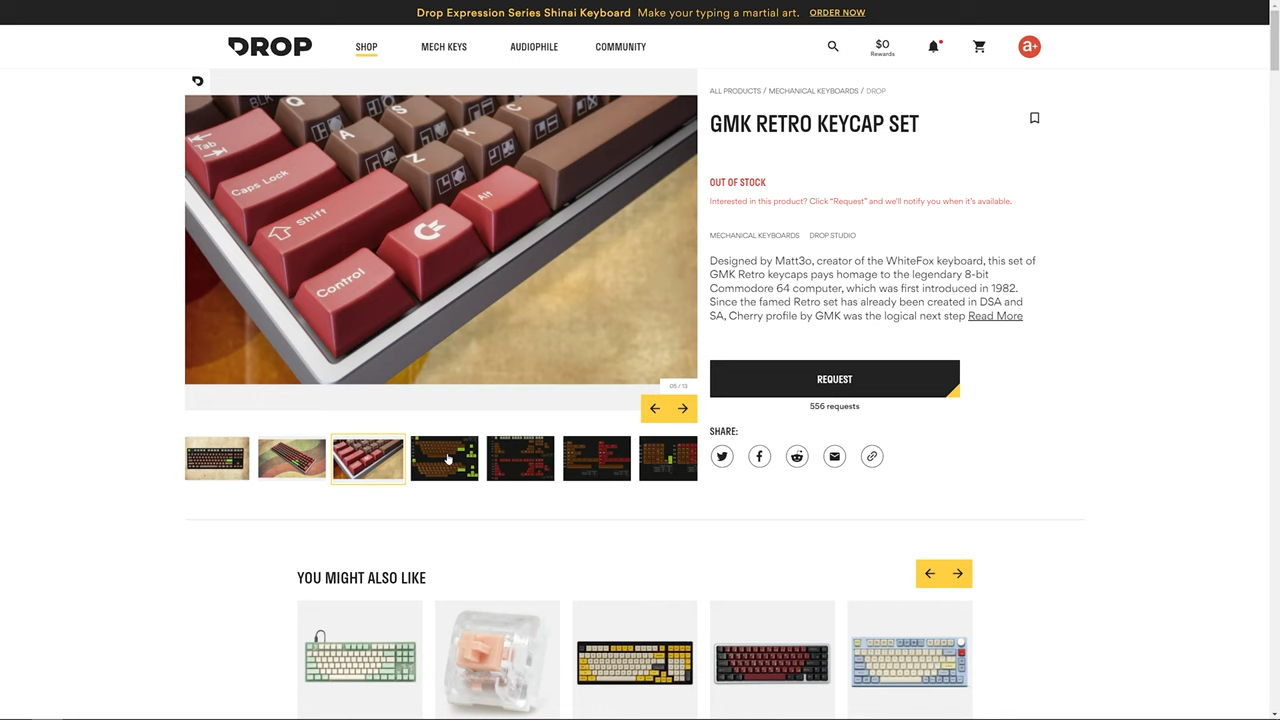 Drop Expression Series Shinai Keyboard Make your typing a martial art. ORDER NOW
DROP
SHOP
MECH KEYS
AUDIOPHILE
COMMUNITY
$0
Rewards
a+
ALL PRODUCTS / MECHANICAL KEYBOARDS / DROP
GMK RETRO KEYCAP SET
OUT OF STOCK
Interested in this product? Click "Request" and we'll notify you when it's available.
MECHANICAL KEYBOARDS DROP STUDIO
Designed by Matt3o, creator of the WhiteFox keyboard, this set of
GMK Retro keycaps pays homage to the legendary 8-bit
Commodore 64 computer, which was first introduced in 1982.
Since the famed Retro set has already been created in DSA and
SA, Cherry profile by GMK was the logical next step Read More
REQUEST
556 requests
SHARE:
Tab
Q
Caps Lock
A
S
Shift
Z
X
C
Control
Alt
05 / 13
YOU MIGHT ALSO LIKE